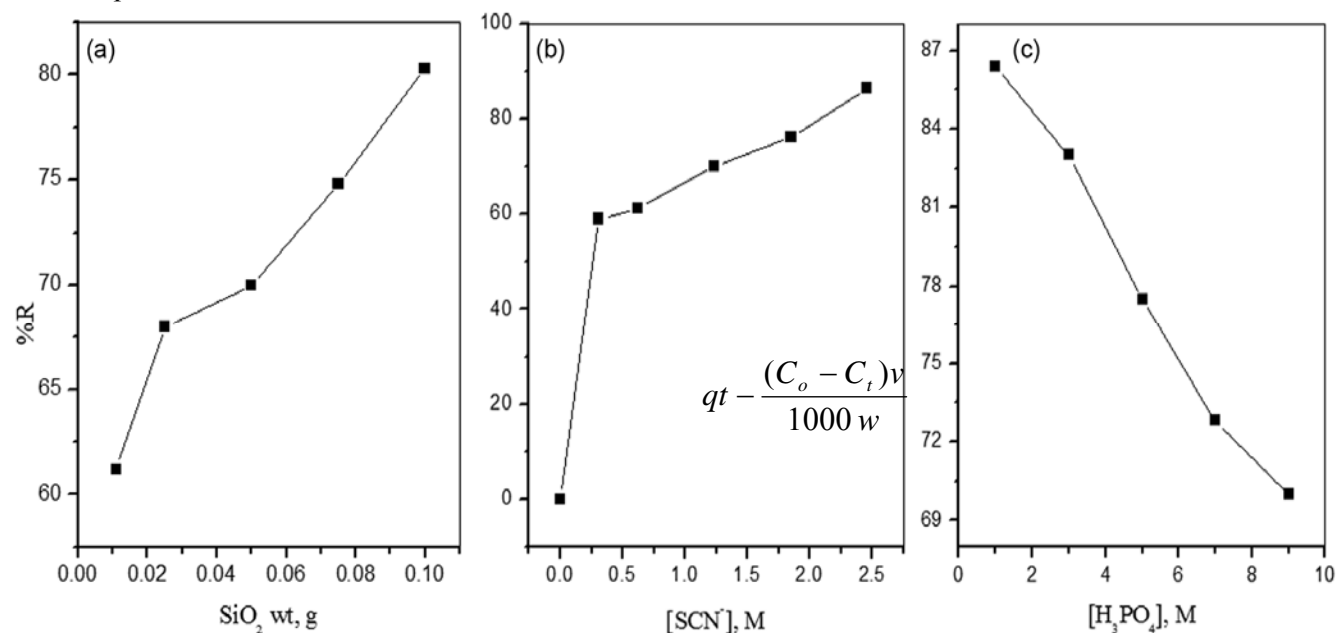 (a)
%R
80
75
70
65
60
0.00 0.02 0.04 0.06 0.08 0.10
SiO₂ wt, g
(b)
100
80
60
40
20
0
qt − (Cₒ − Cₜ)v / 1000 w
0.0 0.5 1.0 1.5 2.0 2.5
[SCN⁻], M
(c)
87
84
81
78
75
72
69
0 2 4 6 8 10
[H₃PO₄], M